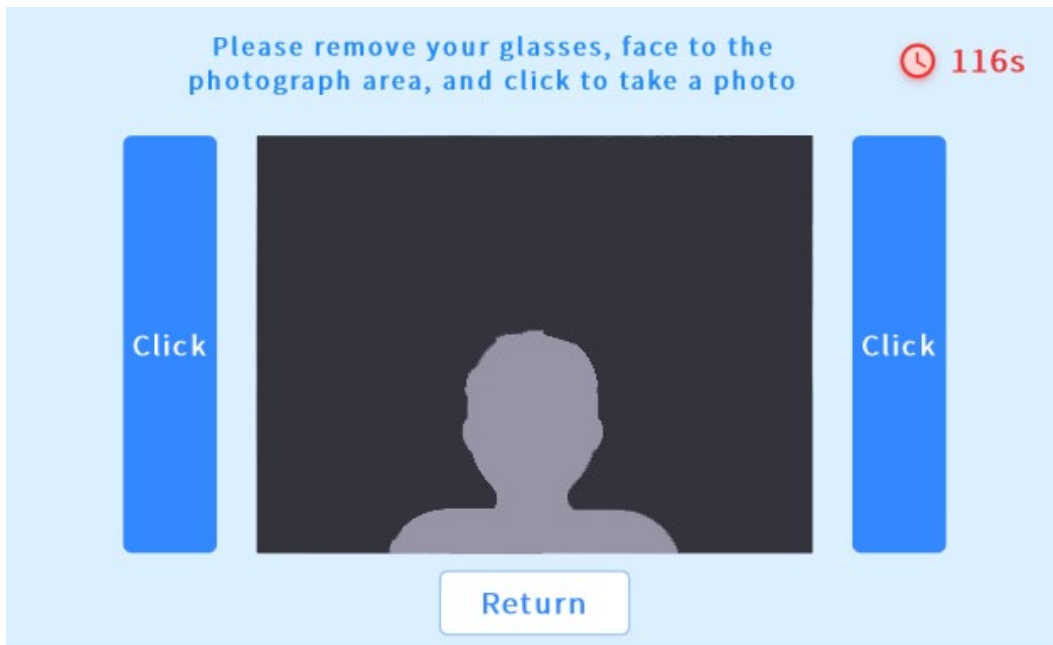 Please remove your glasses, face to the
photograph area, and click to take a photo
116s
Click
Click
Return